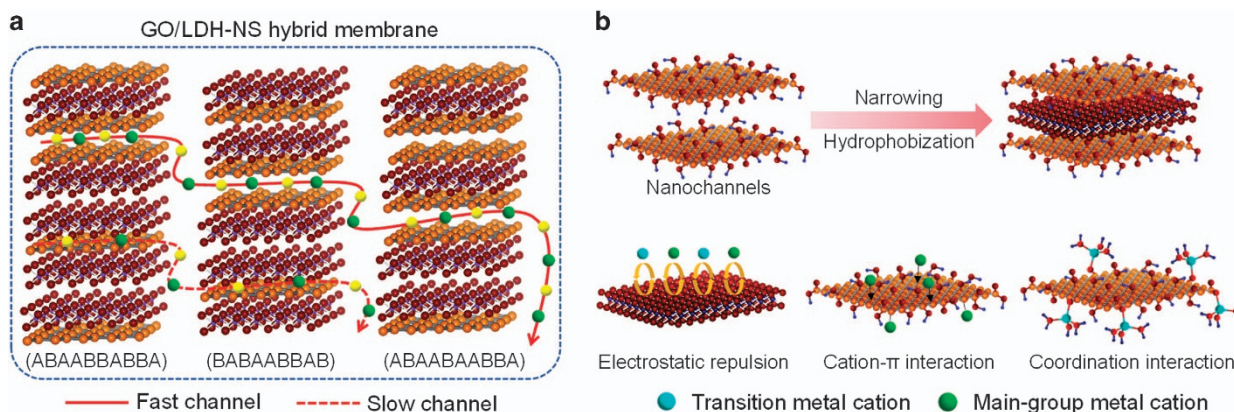 a
GO/LDH-NS hybrid membrane
(ABAABBABBA)
(BABAABBAB)
(ABAABAABBA)
Fast channel
Slow channel
b
Narrowing
Hydrophobization
Nanochannels
Electrostatic repulsion
Cation-π interaction
Coordination interaction
Transition metal cation
Main-group metal cation